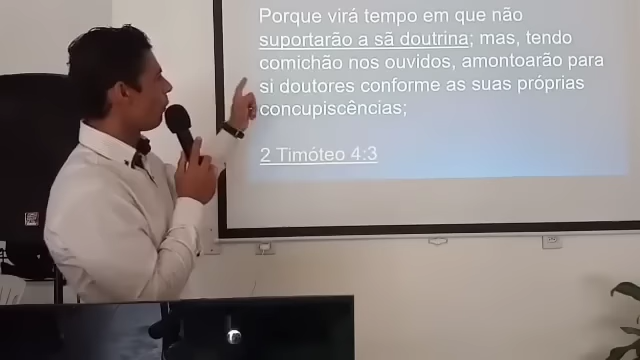 Porque virá tempo em que não
suportarão a sã doutrina; mas, tendo
comichão nos ouvidos, amontoarão para
si doutores conforme as suas próprias
concupiscências;
2 Timóteo 4:3